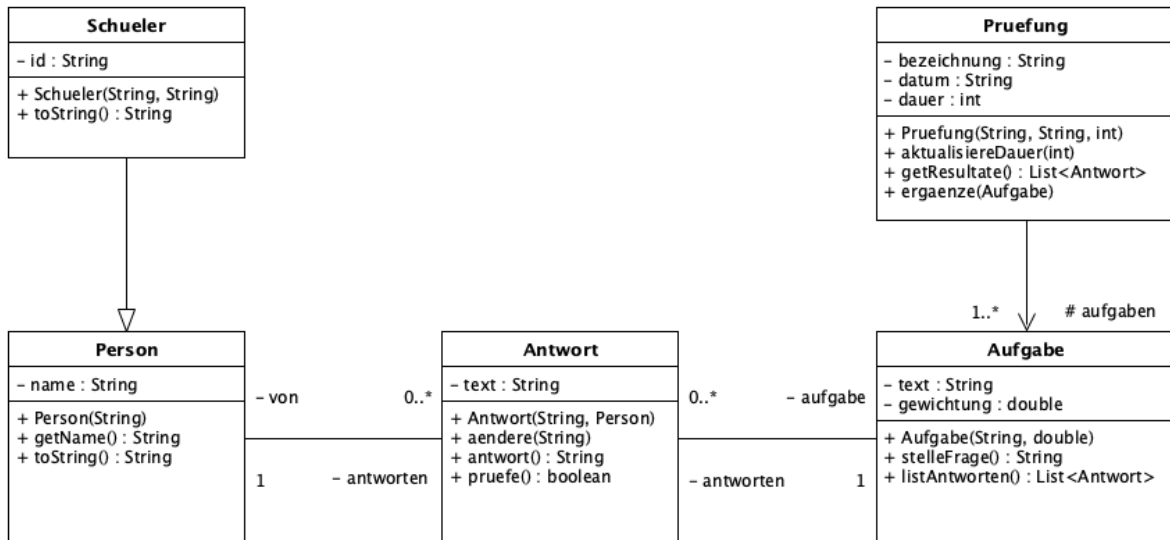 Schueler
– id : String
+ Schueler(String, String)
+ toString() : String
Pruefung
– bezeichnung : String
– datum : String
– dauer : int
+ Pruefung(String, String, int)
+ aktualisiereDauer(int)
+ getResultate() : List<Antwort>
+ ergaenze(Aufgabe)
1..*
# aufgaben
Person
– name : String
+ Person(String)
+ getName() : String
+ toString() : String
– von
0..*
1
– antworten
Antwort
– text : String
+ Antwort(String, Person)
+ aendere(String)
+ antwort() : String
+ pruefe() : boolean
0..*
– aufgabe
– antworten
1
Aufgabe
– text : String
– gewichtung : double
+ Aufgabe(String, double)
+ stelleFrage() : String
+ listAntworten() : List<Antwort>